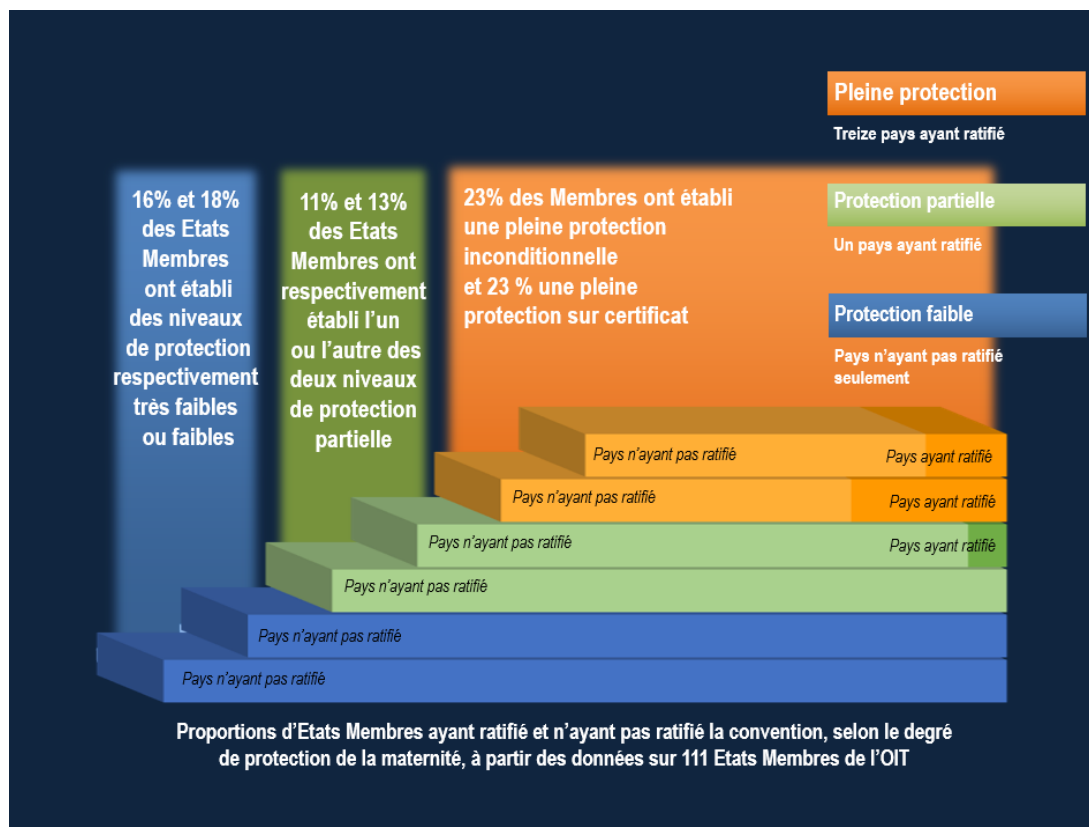 Pleine protection
Treize pays ayant ratifié
Protection partielle
Un pays ayant ratifié
Protection faible
Pays n'ayant pas ratifié
seulement
16% et 18%
des Etats
Membres
ont établi
des niveaux
de protection
respectivement
très faibles
ou faibles
11% et 13%
des Etats
Membres ont
respectivement
établi l'un
ou l'autre des
deux niveaux
de protection
partielle
23% des Membres ont établi
une pleine protection
inconditionnelle
et 23 % une pleine
protection sur certificat
Pays n'ayant pas ratifié
Pays ayant ratifié
Pays n'ayant pas ratifié
Pays ayant ratifié
Pays n'ayant pas ratifié
Pays ayant ratifié
Pays n'ayant pas ratifié
Pays n'ayant pas ratifié
Pays n'ayant pas ratifié
Proportions d'Etats Membres ayant ratifié et n'ayant pas ratifié la convention, selon le degré
de protection de la maternité, à partir des données sur 111 Etats Membres de l'OIT